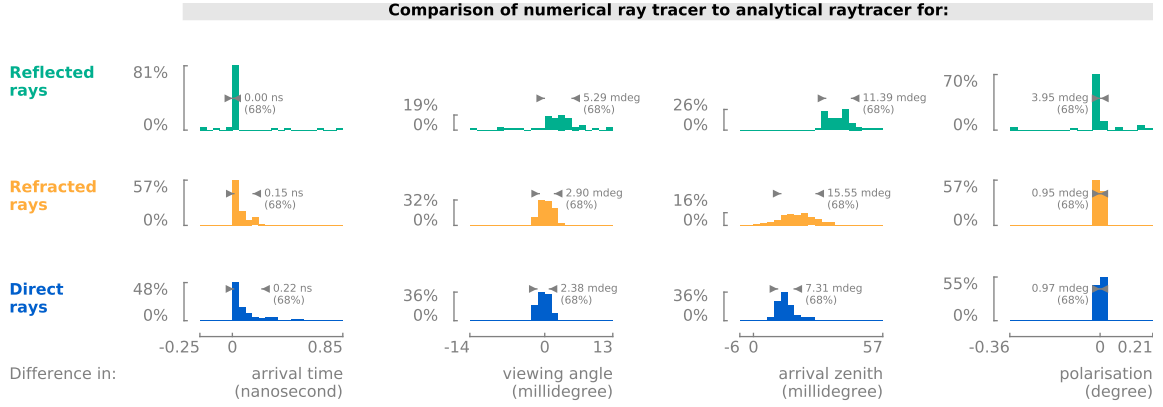 Comparison of numerical ray tracer to analytical raytracer for:
Reflected
rays
81%
0%
0.00 ns
(68%)
19%
0%
5.29 mdeg
(68%)
26%
0%
11.39 mdeg
(68%)
70%
0%
3.95 mdeg
(68%)
Refracted
rays
57%
0%
0.15 ns
(68%)
32%
0%
2.90 mdeg
(68%)
16%
0%
15.55 mdeg
(68%)
57%
0%
0.95 mdeg
(68%)
Direct
rays
48%
0%
0.22 ns
(68%)
36%
0%
2.38 mdeg
(68%)
36%
0%
7.31 mdeg
(68%)
55%
0%
0.97 mdeg
(68%)
-0.25 0 0.85
-14 0 13
-6 0 57
-0.36 0 0.21
Difference in:
arrival time
(nanosecond)
viewing angle
(millidegree)
arrival zenith
(millidegree)
polarisation
(degree)